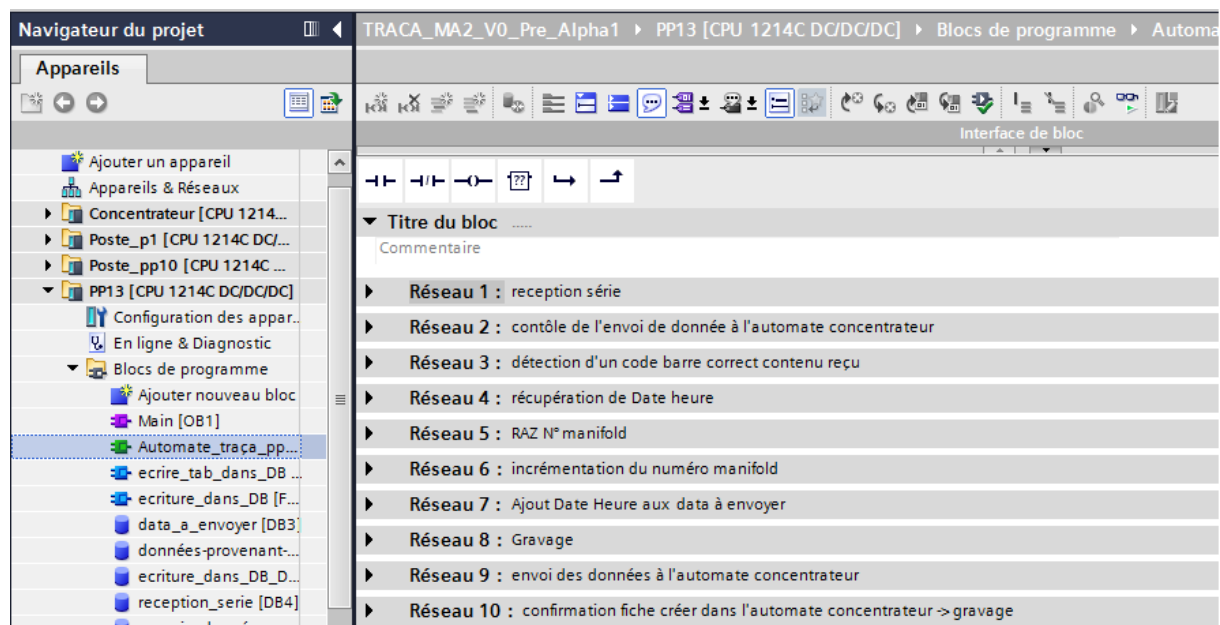 Navigateur du projet
TRACA_MA2_V0_Pre_Alpha1 ▸ PP13 [CPU 1214C DC/DC/DC] ▸ Blocs de programme ▸ Automa
Appareils
Interface de bloc
Ajouter un appareil
Appareils & Réseaux
Concentrateur [CPU 1214...
Poste_p1 [CPU 1214C DC/...
Poste_pp10 [CPU 1214C ...
PP13 [CPU 1214C DC/DC/DC]
Configuration des appar..
En ligne & Diagnostic
Blocs de programme
Ajouter nouveau bloc
Main [OB1]
Automate_traça_pp...
ecrire_tab_dans_DB ...
ecriture_dans_DB [F...
data_a_envoyer [DB3]
données-provenant-...
ecriture_dans_DB_D...
reception_serie [DB4]
??
Titre du bloc .....
Commentaire
Réseau 1 : reception série
Réseau 2 : contôle de l'envoi de donnée à l'automate concentrateur
Réseau 3 : détection d'un code barre correct contenu reçu
Réseau 4 : récupération de Date heure
Réseau 5 : RAZ N° manifold
Réseau 6 : incrémentation du numéro manifold
Réseau 7 : Ajout Date Heure aux data à envoyer
Réseau 8 : Gravage
Réseau 9 : envoi des données à l'automate concentrateur
Réseau 10 : confirmation fiche créer dans l'automate concentrateur -> gravage